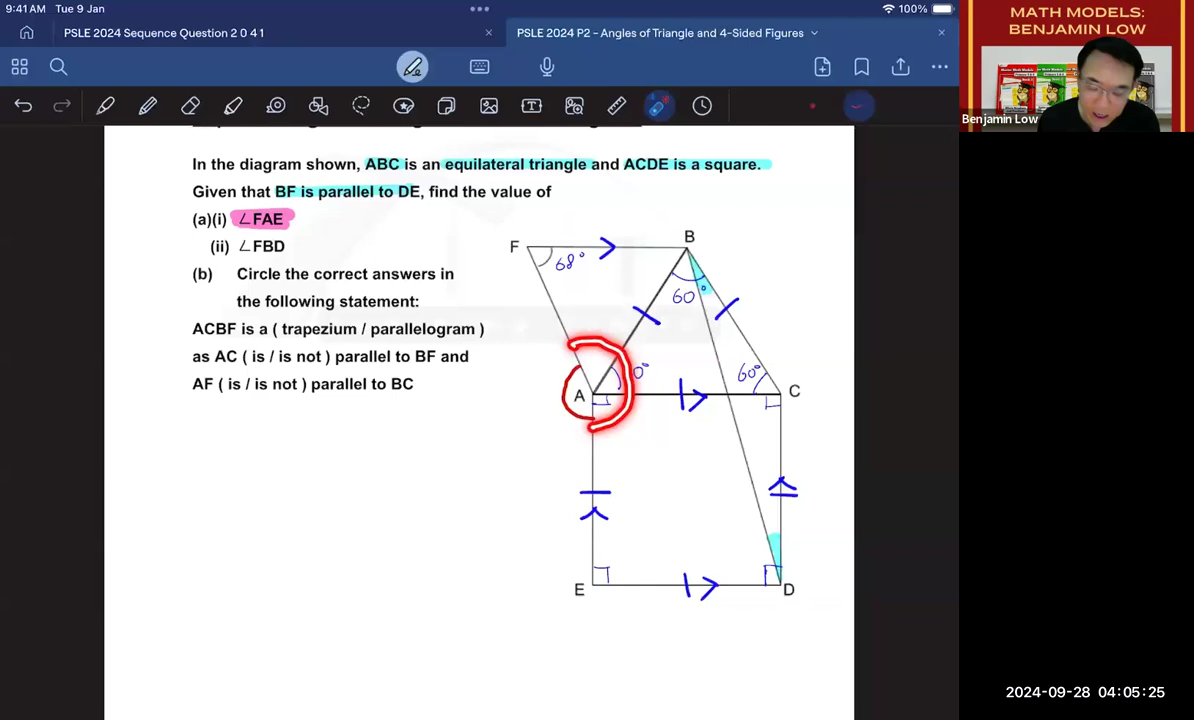 9:41 AM Tue 9 Jan
100%
PSLE 2024 Sequence Question 2 0 4 1
PSLE 2024 P2 - Angles of Triangle and 4-Sided Figures
MATH MODELS:
BENJAMIN LOW
Benjamin Low
In the diagram shown, ABC is an equilateral triangle and ACDE is a square.
Given that BF is parallel to DE, find the value of
(a)(i) ∠FAE
(ii) ∠FBD
(b) Circle the correct answers in
the following statement:
ACBF is a ( trapezium / parallelogram )
as AC ( is / is not ) parallel to BF and
AF ( is / is not ) parallel to BC
B
F
68°
60°
0°
60°
A
C
E
D
2024-09-28 04:05:25